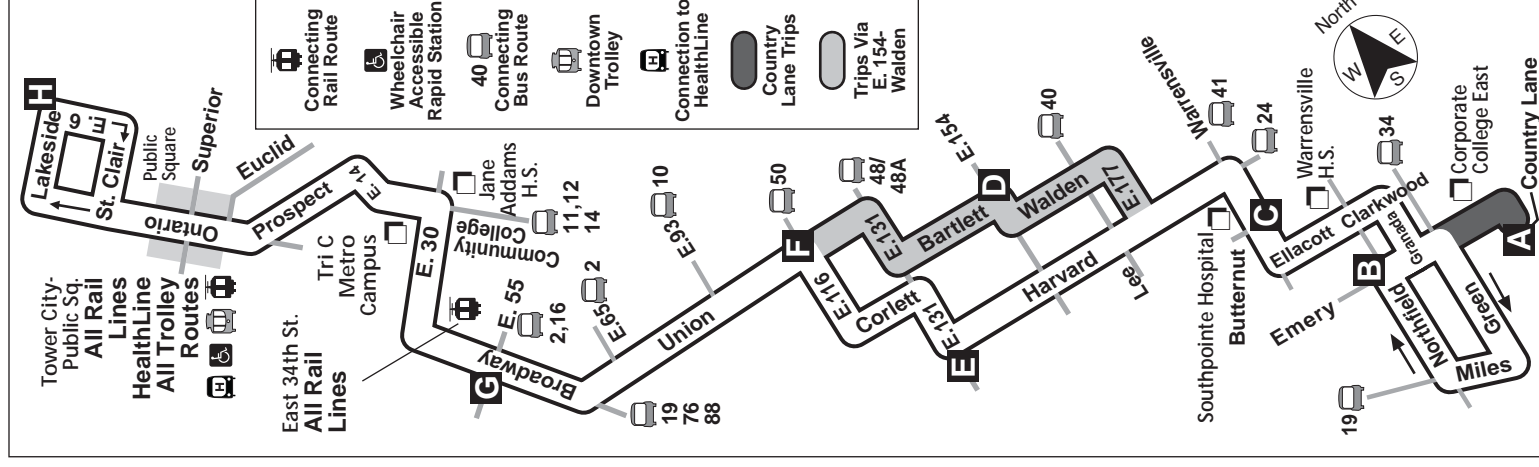 H
Lakeside
E. 6
St. Clair
Public
Square
Superior
Ontario
Euclid
Prospect
E. 14
Tower City-
Public Sq.
All Rail
Lines
HealthLine
All Trolley
Routes
Tri C
Metro
Campus
Jane
Addams
H.S.
E. 30
Community
College
11,12
14
East 34th St.
All Rail
Lines
G
E. 55
2,16
Broadway
E.65
2
19
76
88
E.93
10
Union
50
F
E.116
Corlett
E.131
48/
48A
E.131
Bartlett
E. 154
D
Walden
40
E.177
E
Harvard
Lee
Warrensville
41
24
Southpointe Hospital
Butternut
C
Warrensville
H.S.
Ellacott
Clarkwood
34
B
Emery
Granada
Northfield
Green
Miles
19
Corporate
College East
A
Country Lane
North
W
E
S
Connecting
Rail Route
Wheelchair
Accessible
Rapid Station
40
Connecting
Bus Route
Downtown
Trolley
H
Connection to
HealthLine
Country
Lane Trips
Trips Via
E. 154-
Walden